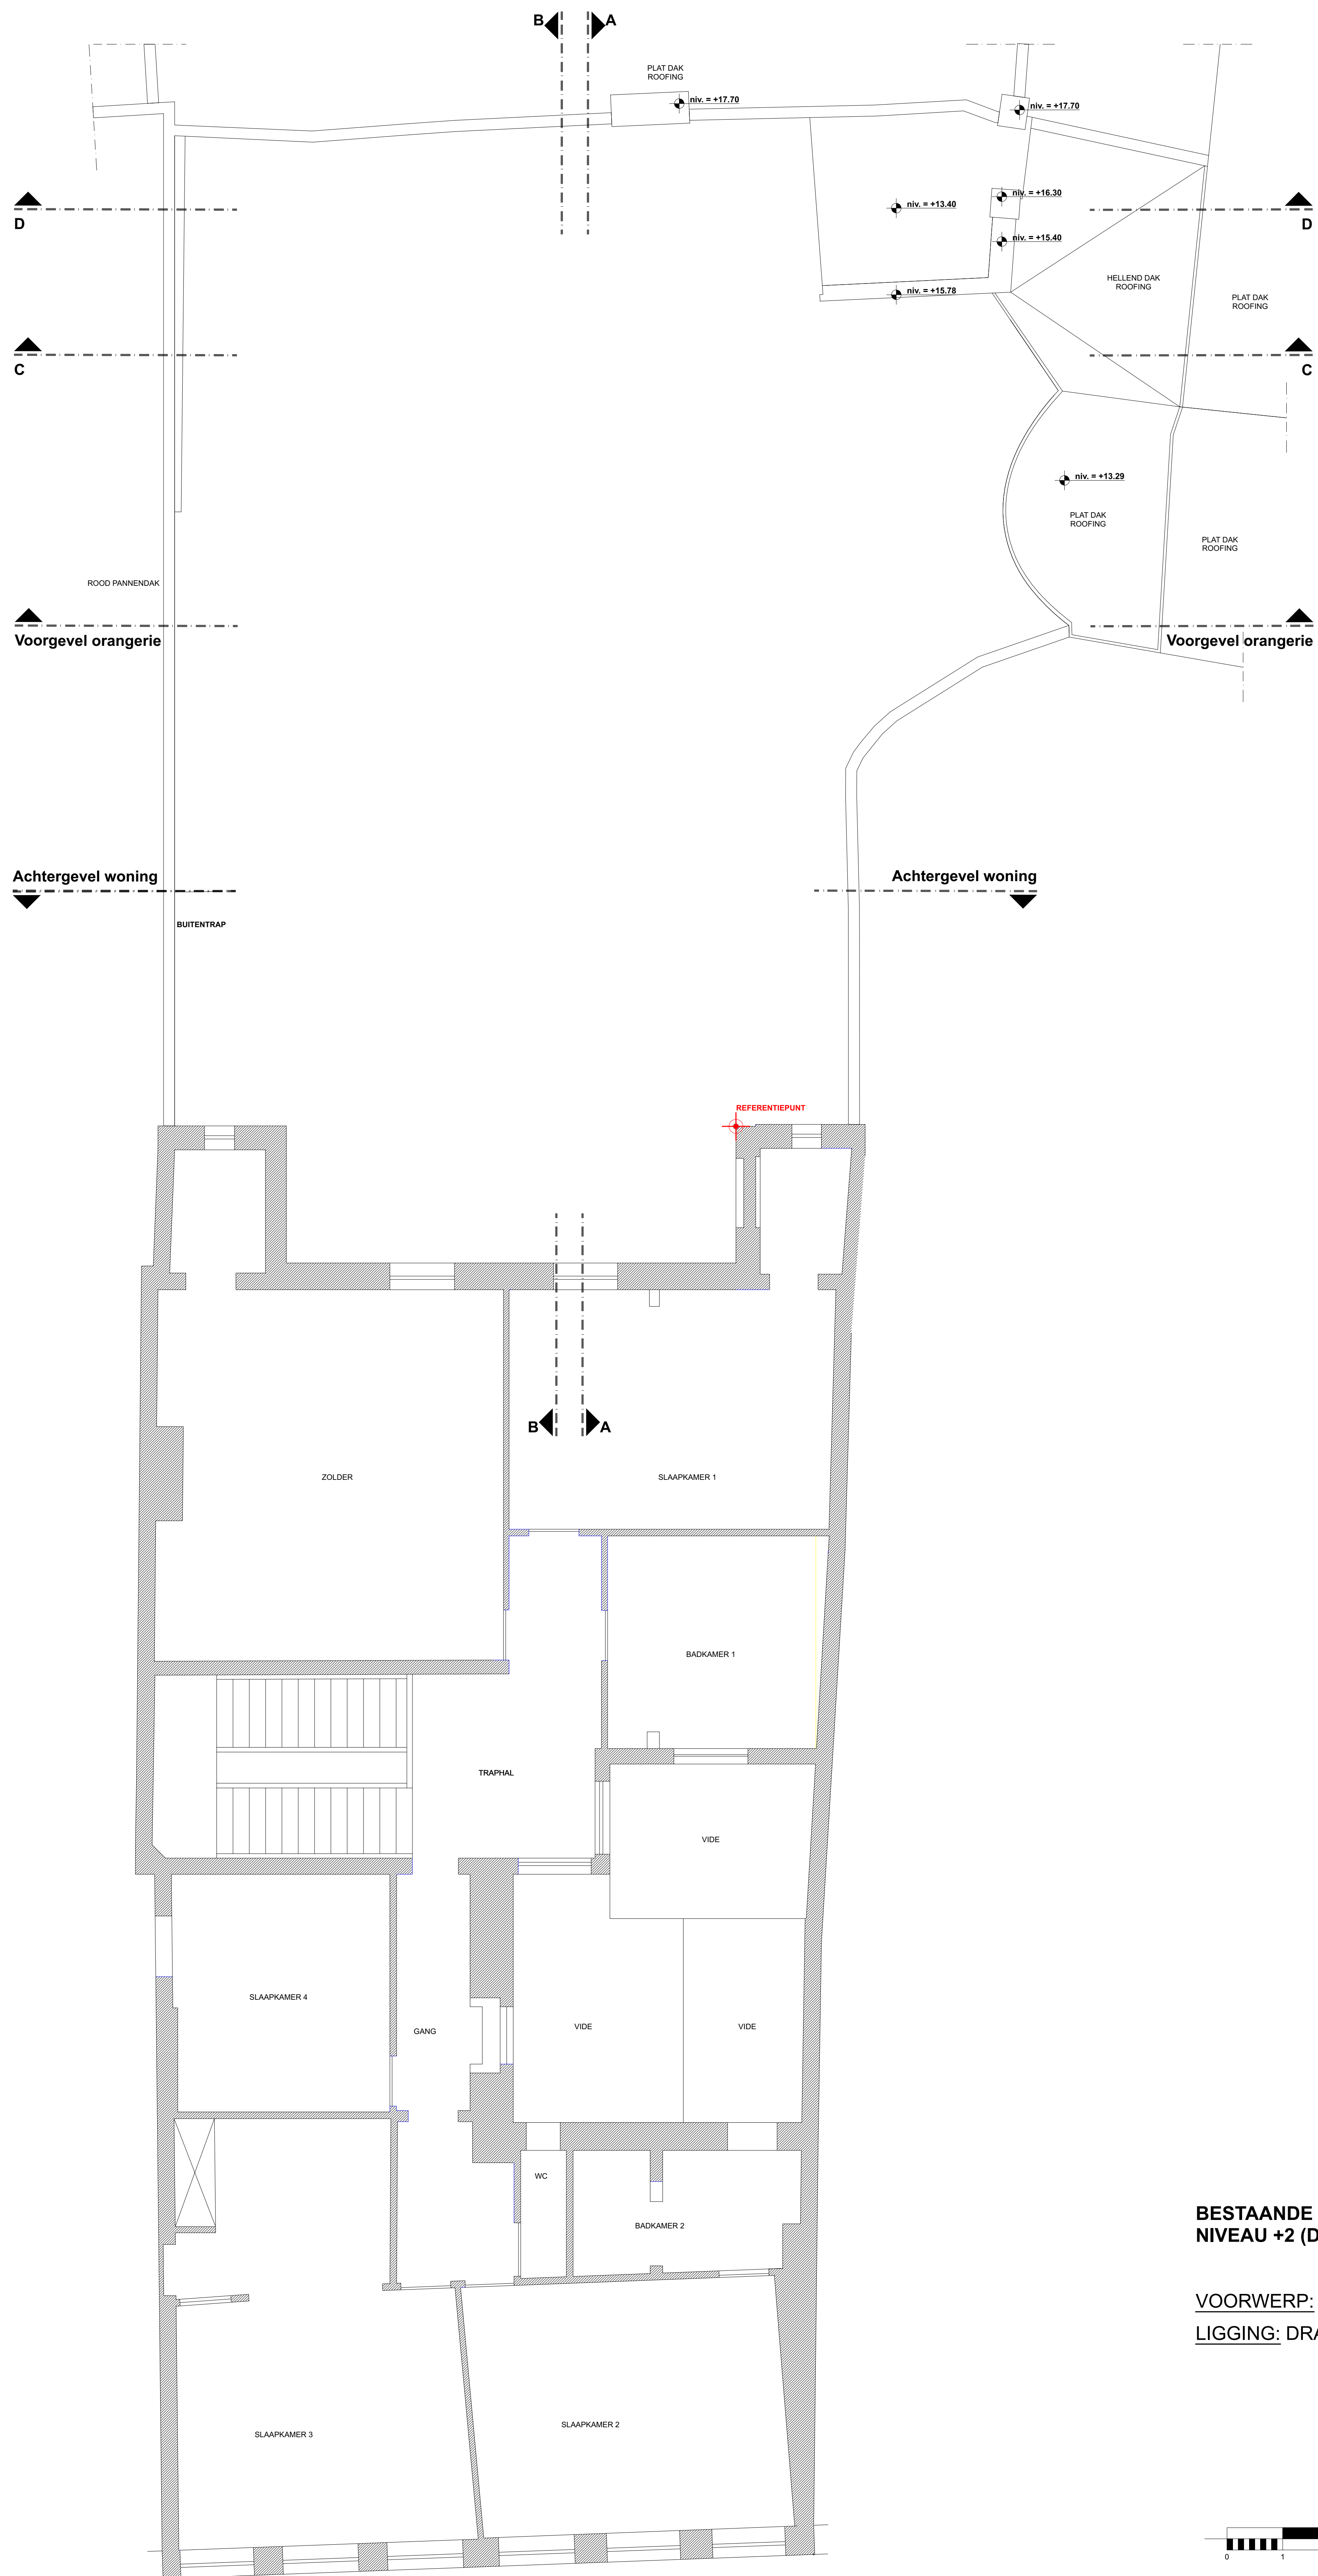 B
A
PLAT DAK
ROOFING
niv. = +17.70
niv. = +17.70
D
niv. = +13.40
niv. = +16.30
D
niv. = +15.40
HELLEND DAK
ROOFING
niv. = +15.78
PLAT DAK
ROOFING
C
C
niv. = +13.29
PLAT DAK
ROOFING
PLAT DAK
ROOFING
ROOD PANNENDAK
Voorgevel orangerie
Voorgevel orangerie
Achtergevel woning
Achtergevel woning
BUITENTRAP
REFERENTIEPUNT
B
A
ZOLDER
SLAAPKAMER 1
BADKAMER 1
TRAPHAL
VIDE
SLAAPKAMER 4
GANG
VIDE
VIDE
WC
BADKAMER 2
BESTAANDE
NIVEAU +2 (D
VOORWERP:
LIGGING: DRA
SLAAPKAMER 3
SLAAPKAMER 2
0
1